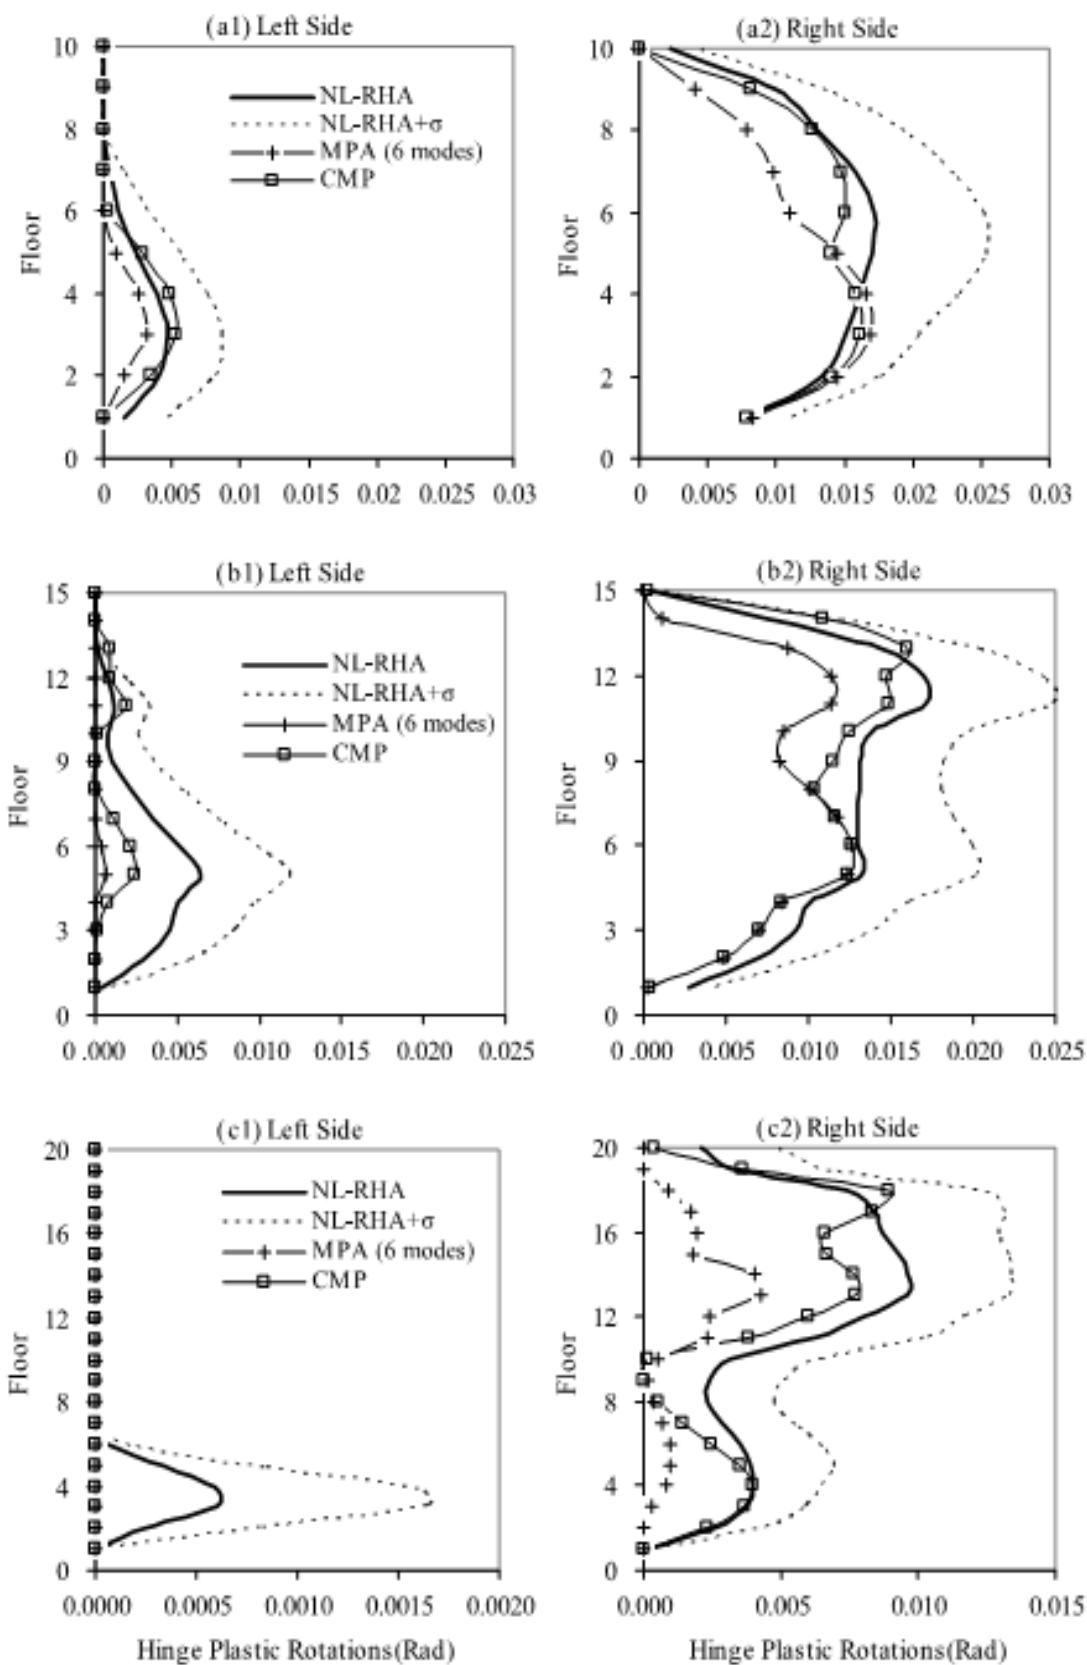 (a1) Left Side
10
8
6
4
2
0
Floor
NL-RHA
NL-RHA+σ
MPA (6 modes)
CMP
0 0.005 0.01 0.015 0.02 0.025 0.03
(a2) Right Side
10
8
6
4
2
0
Floor
0 0.005 0.01 0.015 0.02 0.025 0.03
(b1) Left Side
15
12
9
6
3
0
Floor
NL-RHA
NL-RHA+σ
MPA (6 modes)
CMP
0.000 0.005 0.010 0.015 0.020 0.025
(b2) Right Side
15
12
9
6
3
0
Floor
0.000 0.005 0.010 0.015 0.020 0.025
(c1) Left Side
20
16
12
8
4
0
Floor
NL-RHA
NL-RHA+σ
MPA (6 modes)
CMP
0.0000 0.0005 0.0010 0.0015 0.0020
Hinge Plastic Rotations(Rad)
(c2) Right Side
20
16
12
8
4
0
Floor
0.000 0.005 0.010 0.015
Hinge Plastic Rotations(Rad)